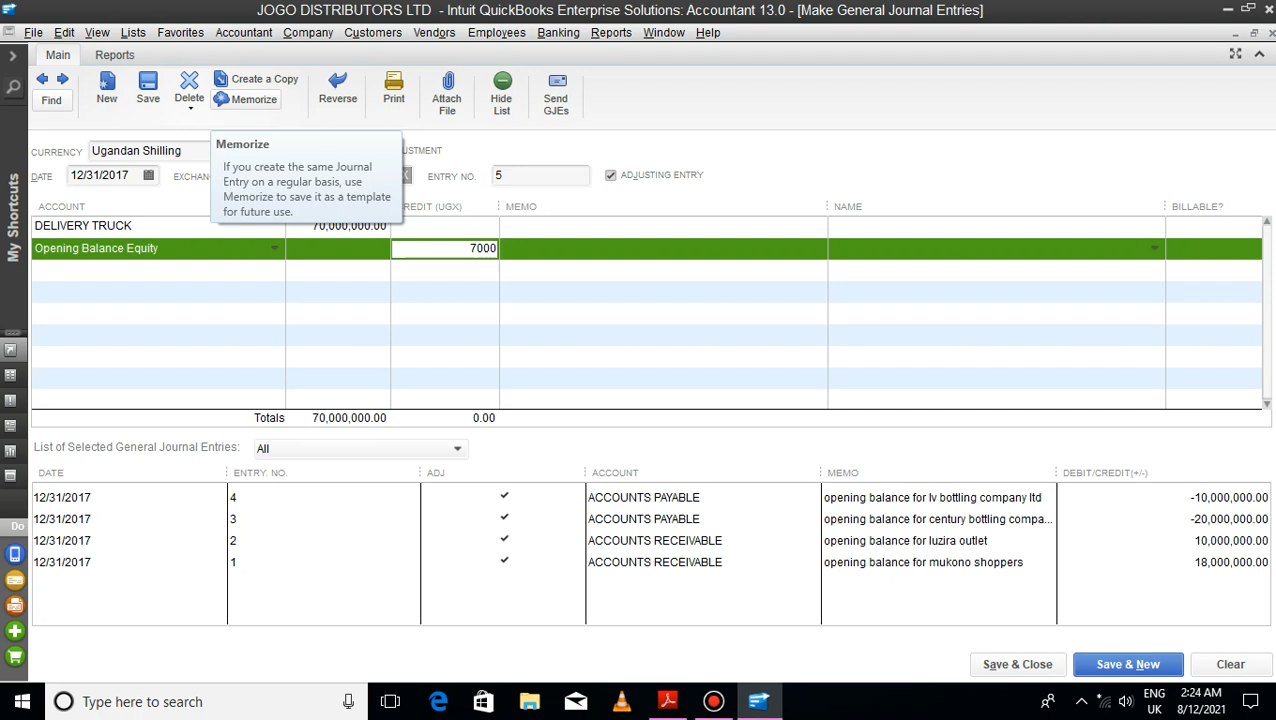 JOGO DISTRIBUTORS LTD - Intuit QuickBooks Enterprise Solutions: Accountant 13.0 - [Make General Journal Entries]
File Edit View Lists Favorites Accountant Company Customers Vendors Employees Banking Reports Window Help
Main Reports
Find New Save Delete Create a Copy Memorize Reverse Print Attach File Hide List Send GJEs
Memorize
If you create the same Journal
Entry on a regular basis, use
Memorize to save it as a template
for future use.
CURRENCY Ugandan Shilling USTMENT
DATE 12/31/2017 EXCHAN ENTRY NO. 5 ADJUSTING ENTRY
ACCOUNT REDIT (UGX) MEMO NAME BILLABLE?
DELIVERY TRUCK 70,000,000.00
Opening Balance Equity 7000
Totals 70,000,000.00 0.00
List of Selected General Journal Entries: All
DATE ENTRY. NO. ADJ ACCOUNT MEMO DEBIT/CREDIT(+/-)
12/31/2017 4 ACCOUNTS PAYABLE opening balance for lv bottling company ltd -10,000,000.00
12/31/2017 3 ACCOUNTS PAYABLE opening balance for century bottling compa... -20,000,000.00
12/31/2017 2 ACCOUNTS RECEIVABLE opening balance for luzira outlet 10,000,000.00
12/31/2017 1 ACCOUNTS RECEIVABLE opening balance for mukono shoppers 18,000,000.00
Save & Close Save & New Clear
My Shortcuts
Do
Type here to search
ENG 2:24 AM
UK 8/12/2021